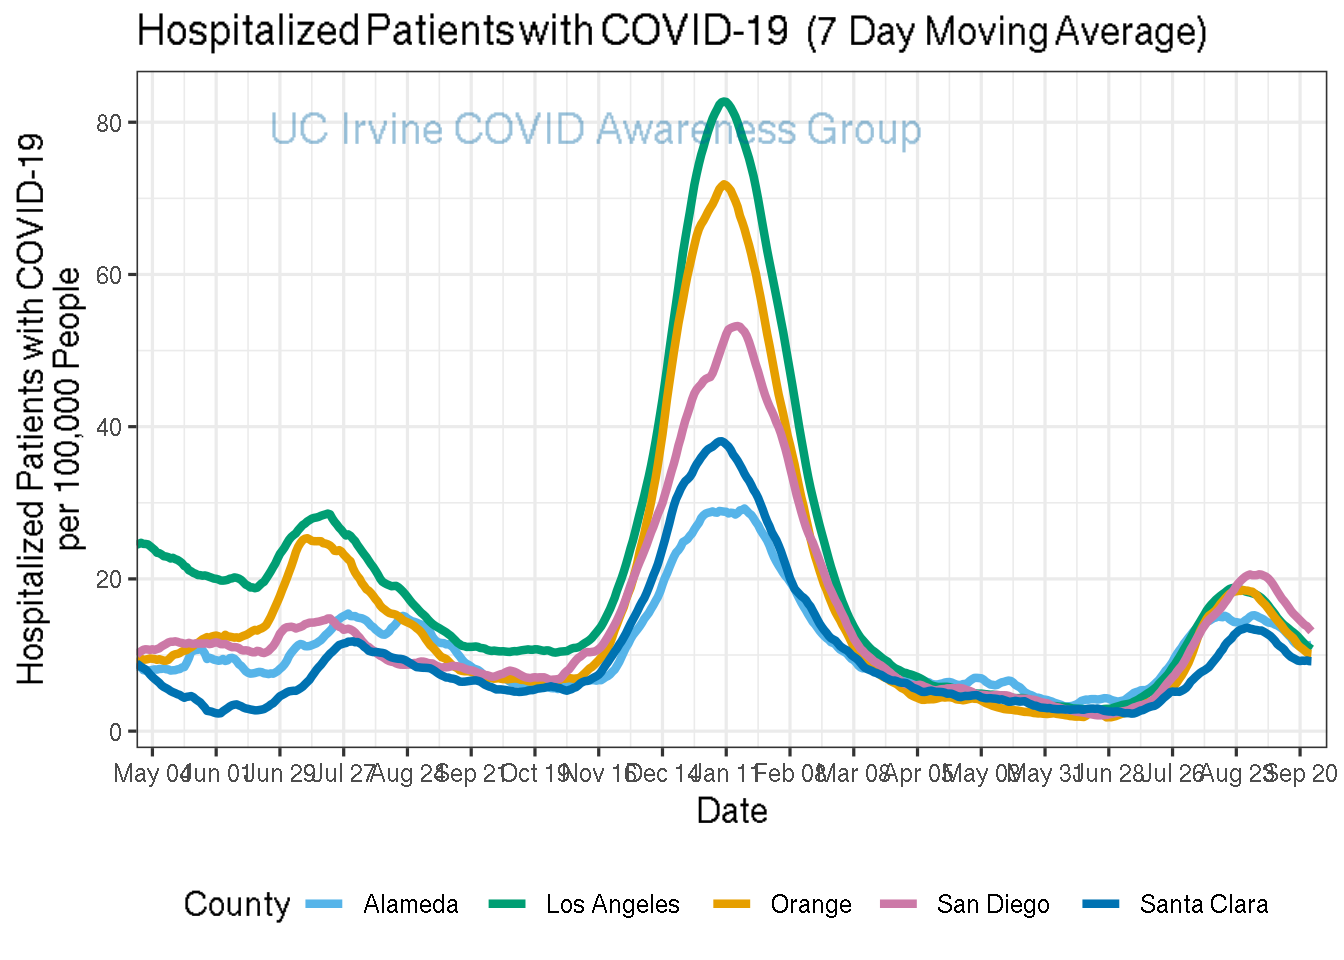 Hospitalized Patients with COVID-19 (7 Day Moving Average)
UC Irvine COVID Awareness Group
Hospitalized Patients with COVID-19
per 100,000 People
80
60
40
20
0
May 04 Jun 01 Jun 29 Jul 27 Aug 24 Sep 21 Oct 19 Nov 16 Dec 14 Jan 11 Feb 08 Mar 08 Apr 05 May 03 May 31 Jun 28 Jul 26 Aug 23 Sep 20
Date
County Alameda Los Angeles Orange San Diego Santa Clara